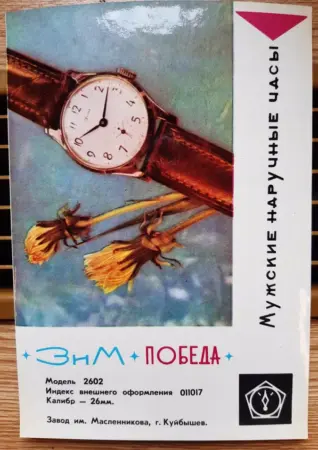 Мужские наручные часы
ЗиМ ПОБЕДА
Модель 2602
Индекс внешнего оформления 011017
Калибр — 26мм.
Завод им. Масленникова, г. Куйбышев.